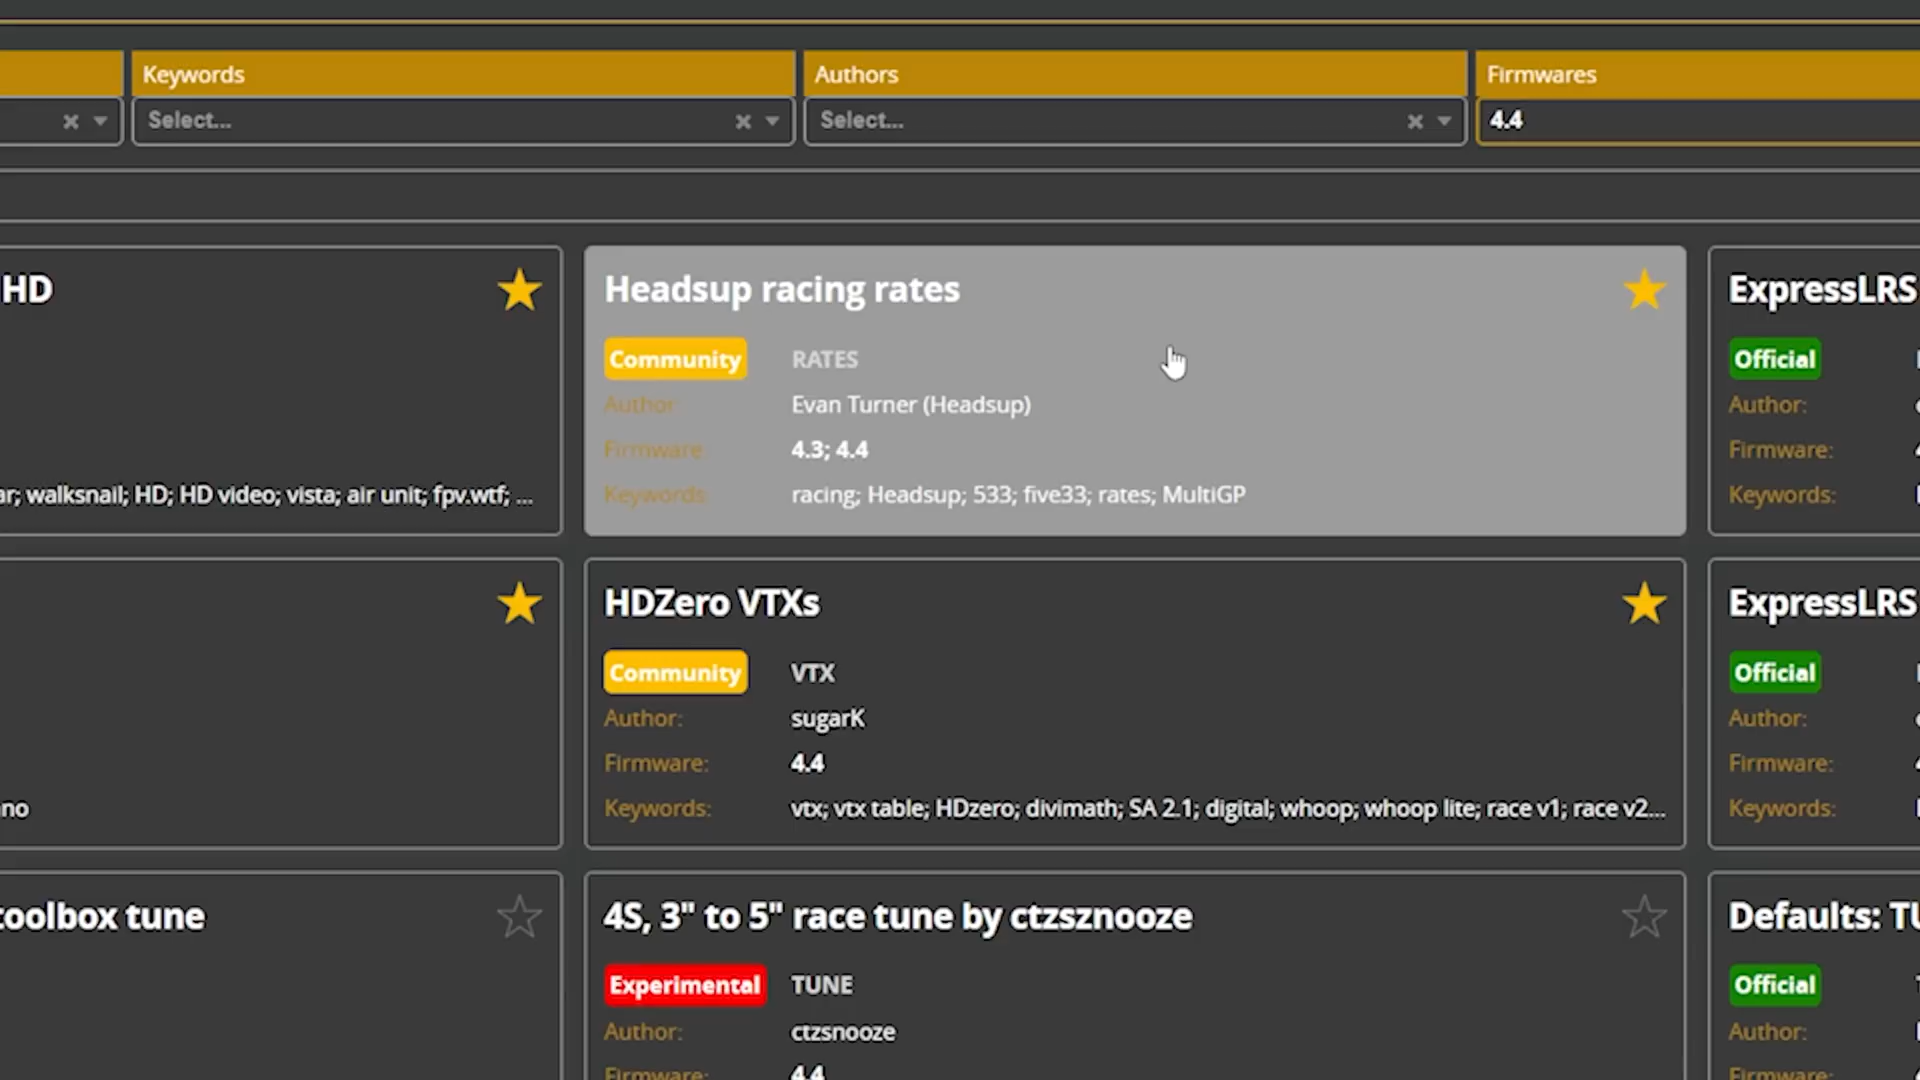 Keywords
Authors
Firmwares
Select...
Select...
4.4
HD
ar; walksnail; HD; HD video; vista; air unit; fpv.wtf; ...
Headsup racing rates
Community RATES
Author: Evan Turner (Headsup)
Firmware: 4.3; 4.4
Keywords: racing; Headsup; 533; five33; rates; MultiGP
ExpressLRS
Official
Author:
Firmware:
Keywords:
no
HDZero VTXs
Community VTX
Author: sugarK
Firmware: 4.4
Keywords: vtx; vtx table; HDzero; divimath; SA 2.1; digital; whoop; whoop lite; race v1; race v2...
ExpressLRS
Official
Author:
Firmware:
Keywords:
toolbox tune
4S, 3" to 5" race tune by ctzsznooze
Experimental TUNE
Author: ctzsnooze
Firmware: 4.4
Defaults: TU
Official
Author:
Firmware: